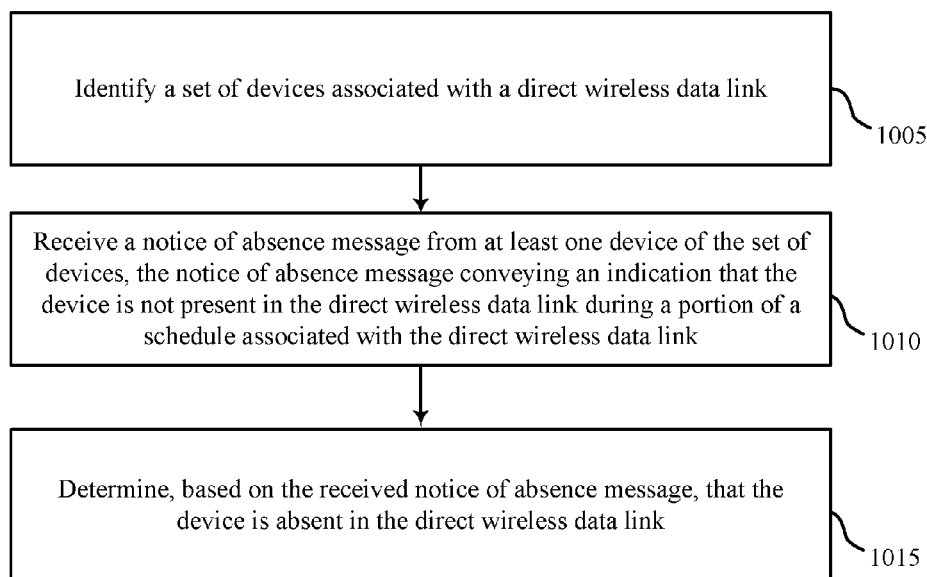 Identify a set of devices associated with a direct wireless data link
1005
Receive a notice of absence message from at least one device of the set of
devices, the notice of absence message conveying an indication that the
device is not present in the direct wireless data link during a portion of a
schedule associated with the direct wireless data link
1010
Determine, based on the received notice of absence message, that the
device is absent in the direct wireless data link
1015